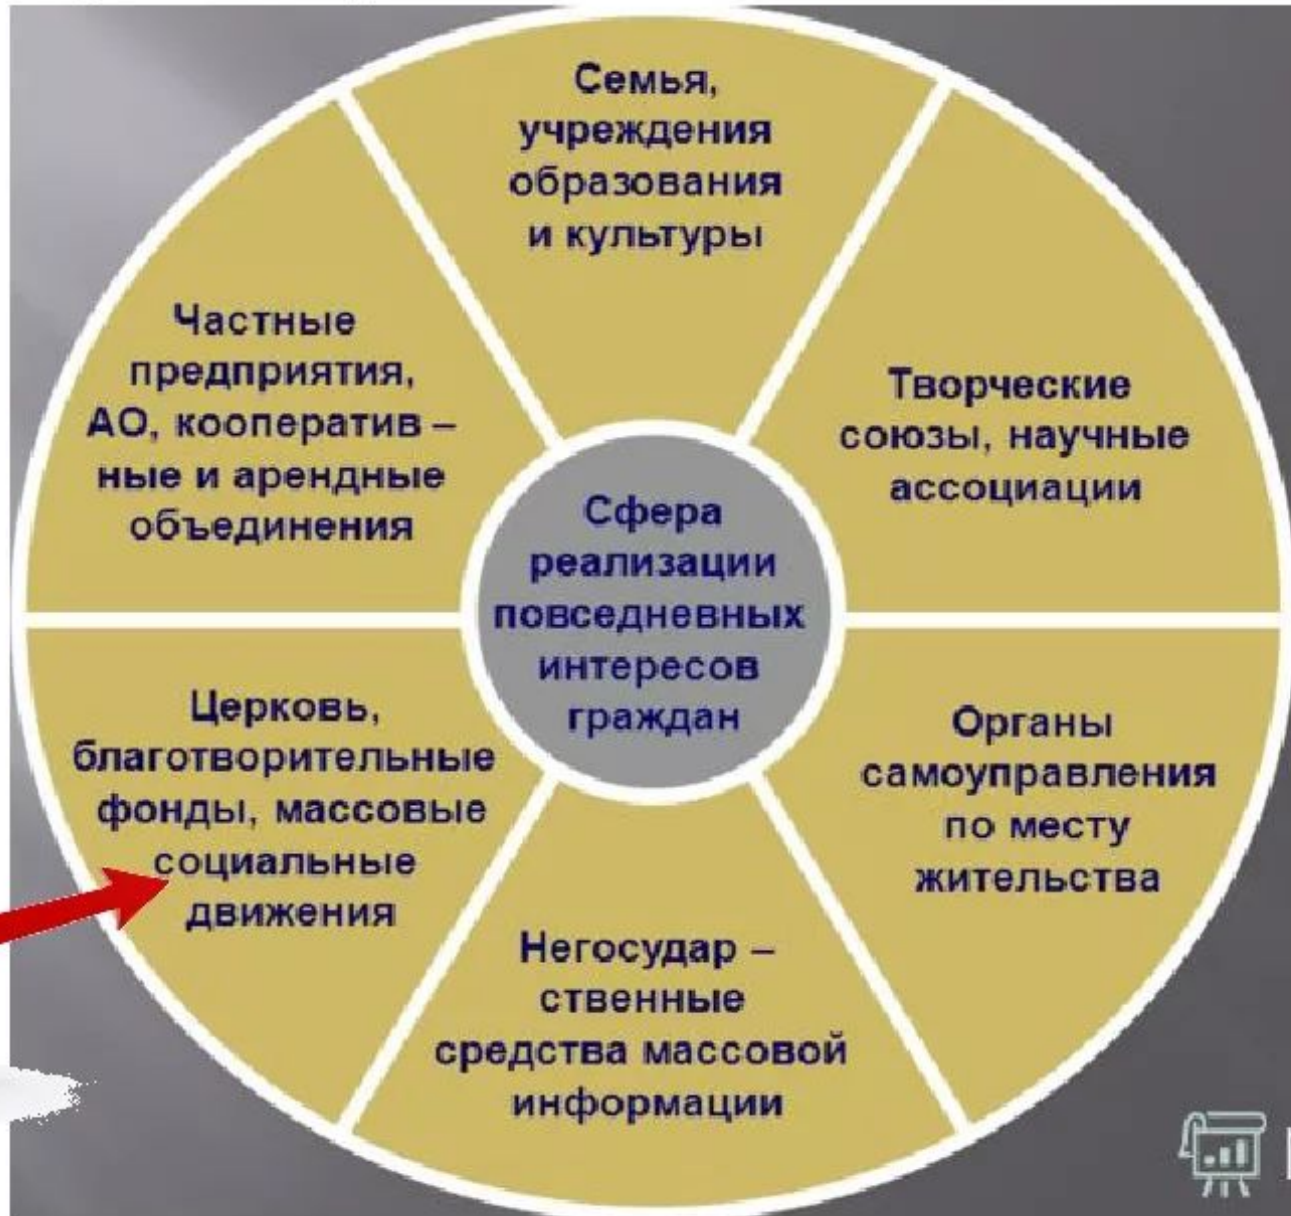 Семья,
учреждения
образования
и культуры
Частные
предприятия,
АО, кооператив –
ные и арендные
объединения
Творческие
союзы, научные
ассоциации
Сфера
реализации
повседневных
интересов
граждан
Церковь,
благотворительные
фонды, массовые
социальные
движения
Органы
самоуправления
по месту
жительства
Негосудар –
ственные
средства массовой
информации